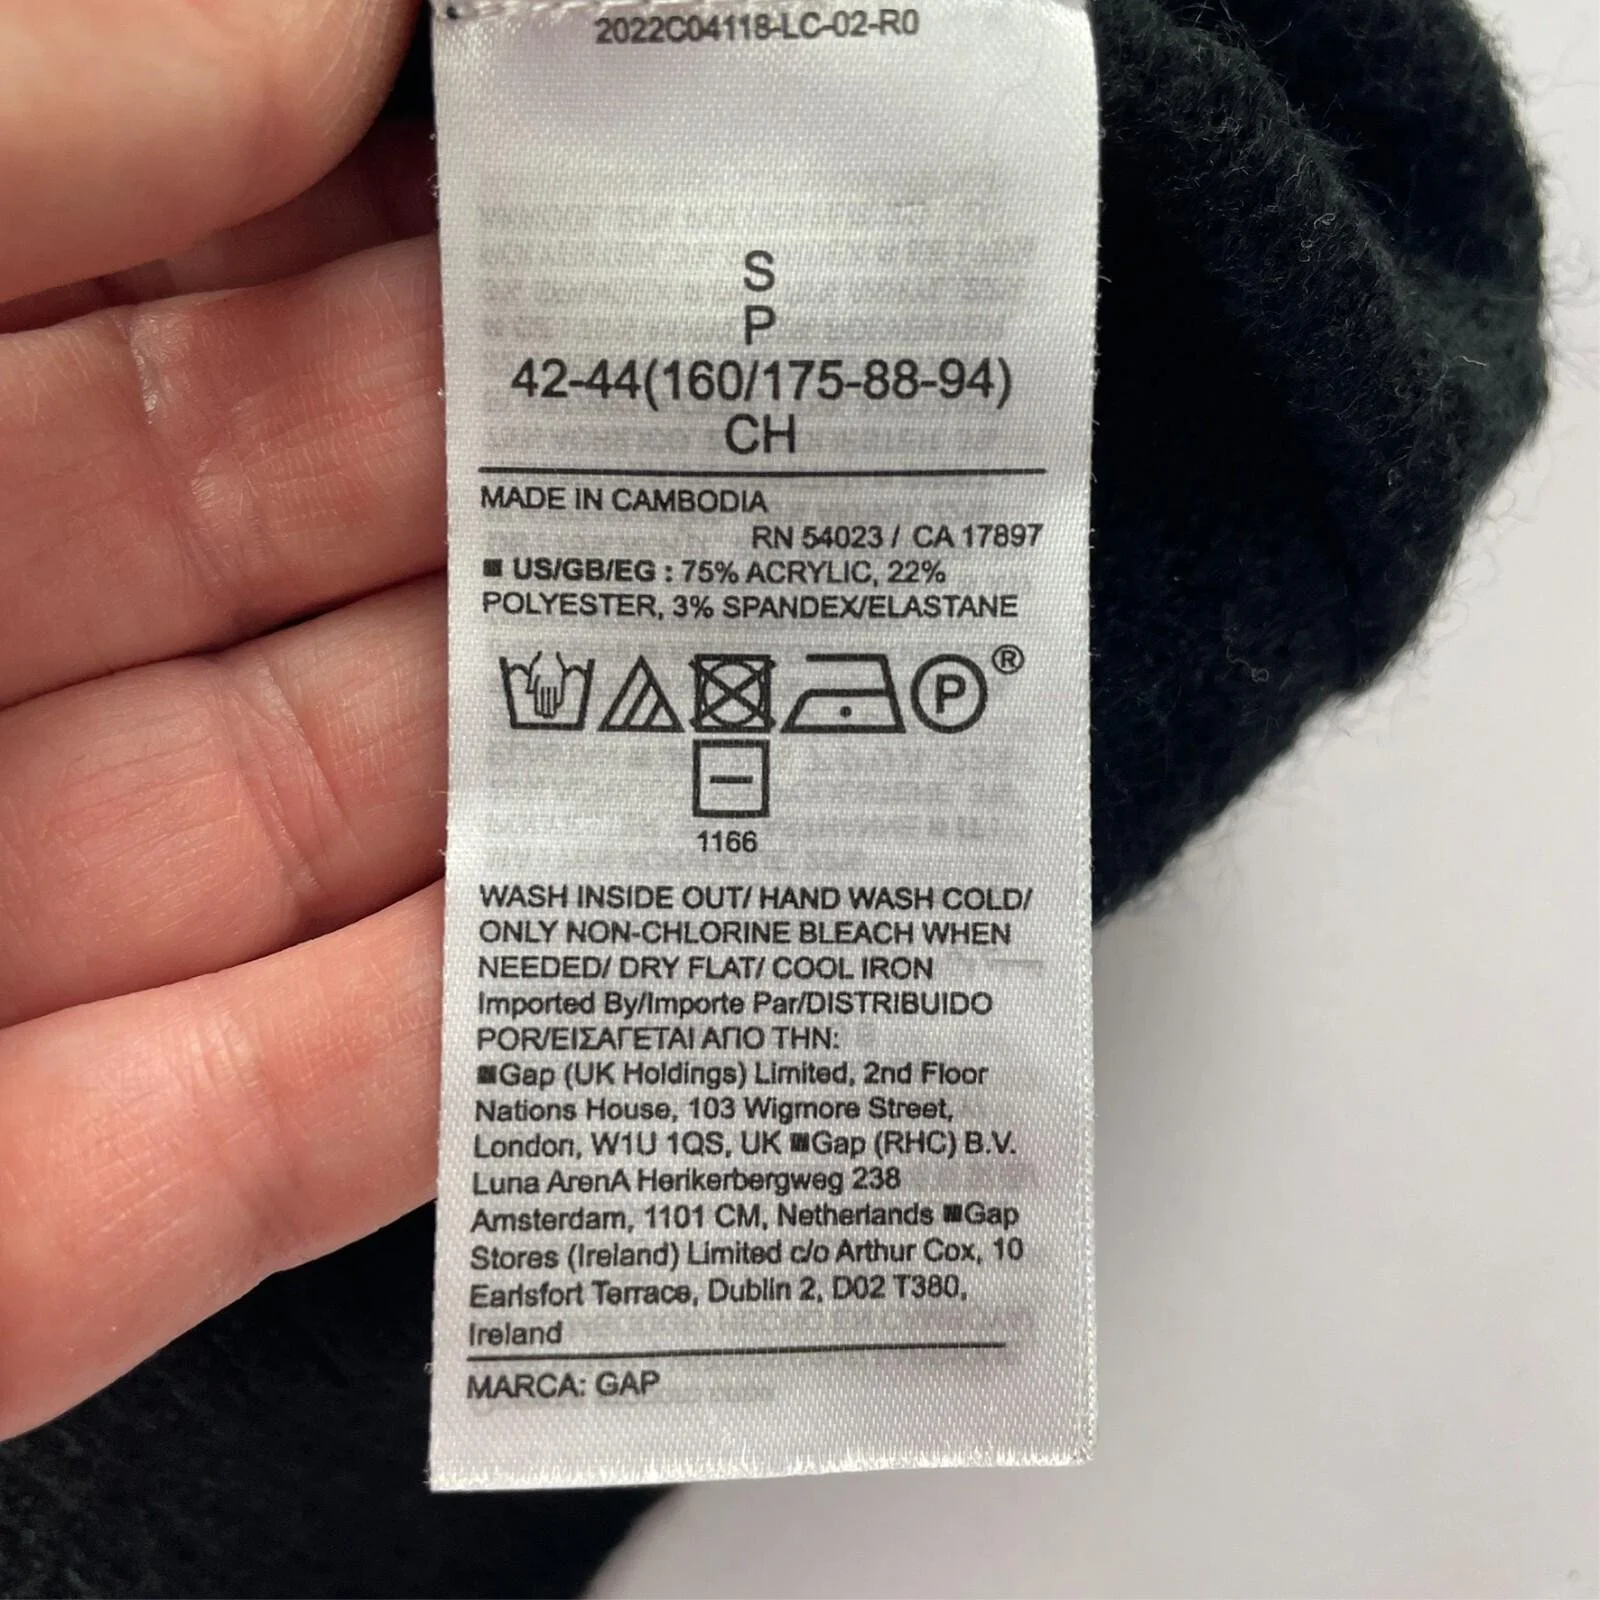 2022C04118-LC-02-R0
S
P
42-44(160/175-88-94)
CH
MADE IN CAMBODIA
RN 54023 / CA 17897
■ US/GB/EG : 75% ACRYLIC, 22%
POLYESTER, 3% SPANDEX/ELASTANE
P ®
1166
WASH INSIDE OUT/ HAND WASH COLD/
ONLY NON-CHLORINE BLEACH WHEN
NEEDED/ DRY FLAT/ COOL IRON
Imported By/Importe Par/DISTRIBUIDO
POR/ΕΙΣΑΓΕΤΑΙ ΑΠΟ ΤΗΝ:
■Gap (UK Holdings) Limited, 2nd Floor
Nations House, 103 Wigmore Street,
London, W1U 1QS, UK ■Gap (RHC) B.V.
Luna ArenA Herikerbergweg 238
Amsterdam, 1101 CM, Netherlands ■Gap
Stores (Ireland) Limited c/o Arthur Cox, 10
Earlsfort Terrace, Dublin 2, D02 T380,
Ireland
MARCA: GAP